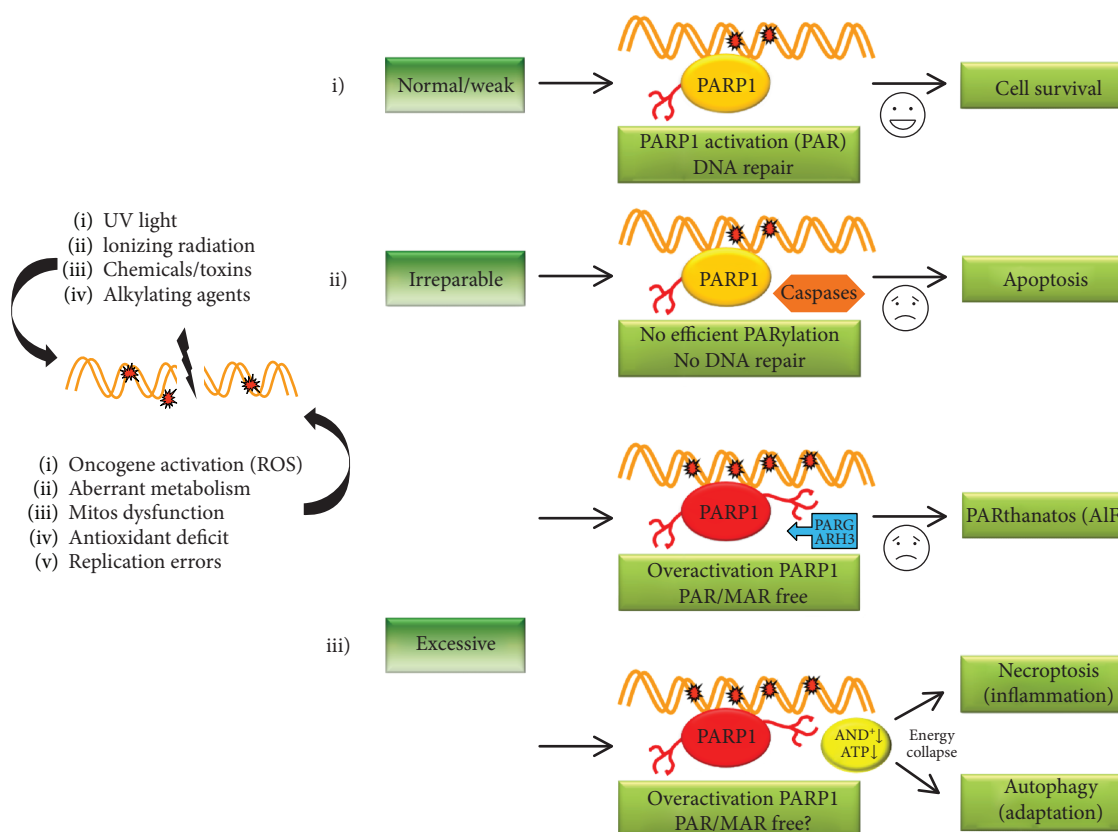 i)
Normal/weak
PARP1
PARP1 activation (PAR)
DNA repair
Cell survival
(i) UV light
(ii) Ionizing radiation
(iii) Chemicals/toxins
(iv) Alkylating agents
(i) Oncogene activation (ROS)
(ii) Aberrant metabolism
(iii) Mitos dysfunction
(iv) Antioxidant deficit
(v) Replication errors
ii)
Irreparable
PARP1
Caspases
No efficient PARylation
No DNA repair
Apoptosis
iii)
Excessive
PARP1
PARG
ARH3
Overactivation PARP1
PAR/MAR free
PARthanatos (AIF
PARP1
AND⁺↓
ATP↓
Energy
collapse
Overactivation PARP1
PAR/MAR free?
Necroptosis
(inflammation)
Autophagy
(adaptation)